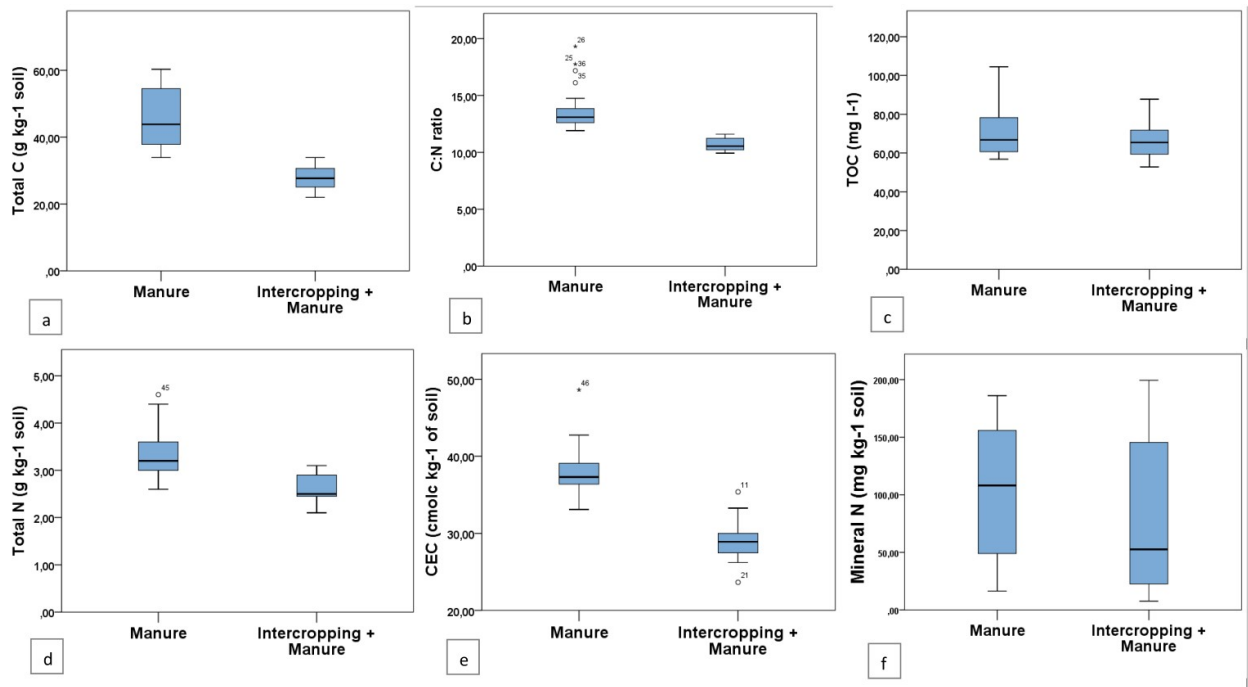 Total C (g kg-1 soil)
60,00
40,00
20,00
,00
Manure
Intercropping +
Manure
a
C:N ratio
20,00
15,00
10,00
5,00
,00
26
25
36
35
Manure
Intercropping +
Manure
b
TOC (mg l-1)
120,00
100,00
80,00
60,00
40,00
20,00
,00
Manure
Intercropping +
Manure
c
Total N (g kg-1 soil)
5,00
4,00
3,00
2,00
1,00
,00
45
Manure
Intercropping +
Manure
d
CEC (cmolc kg-1 of soil)
50,00
40,00
30,00
20,00
46
11
21
Manure
Intercropping +
Manure
e
Mineral N (mg kg-1 soil)
200,00
150,00
100,00
50,00
,00
Manure
Intercropping +
Manure
f